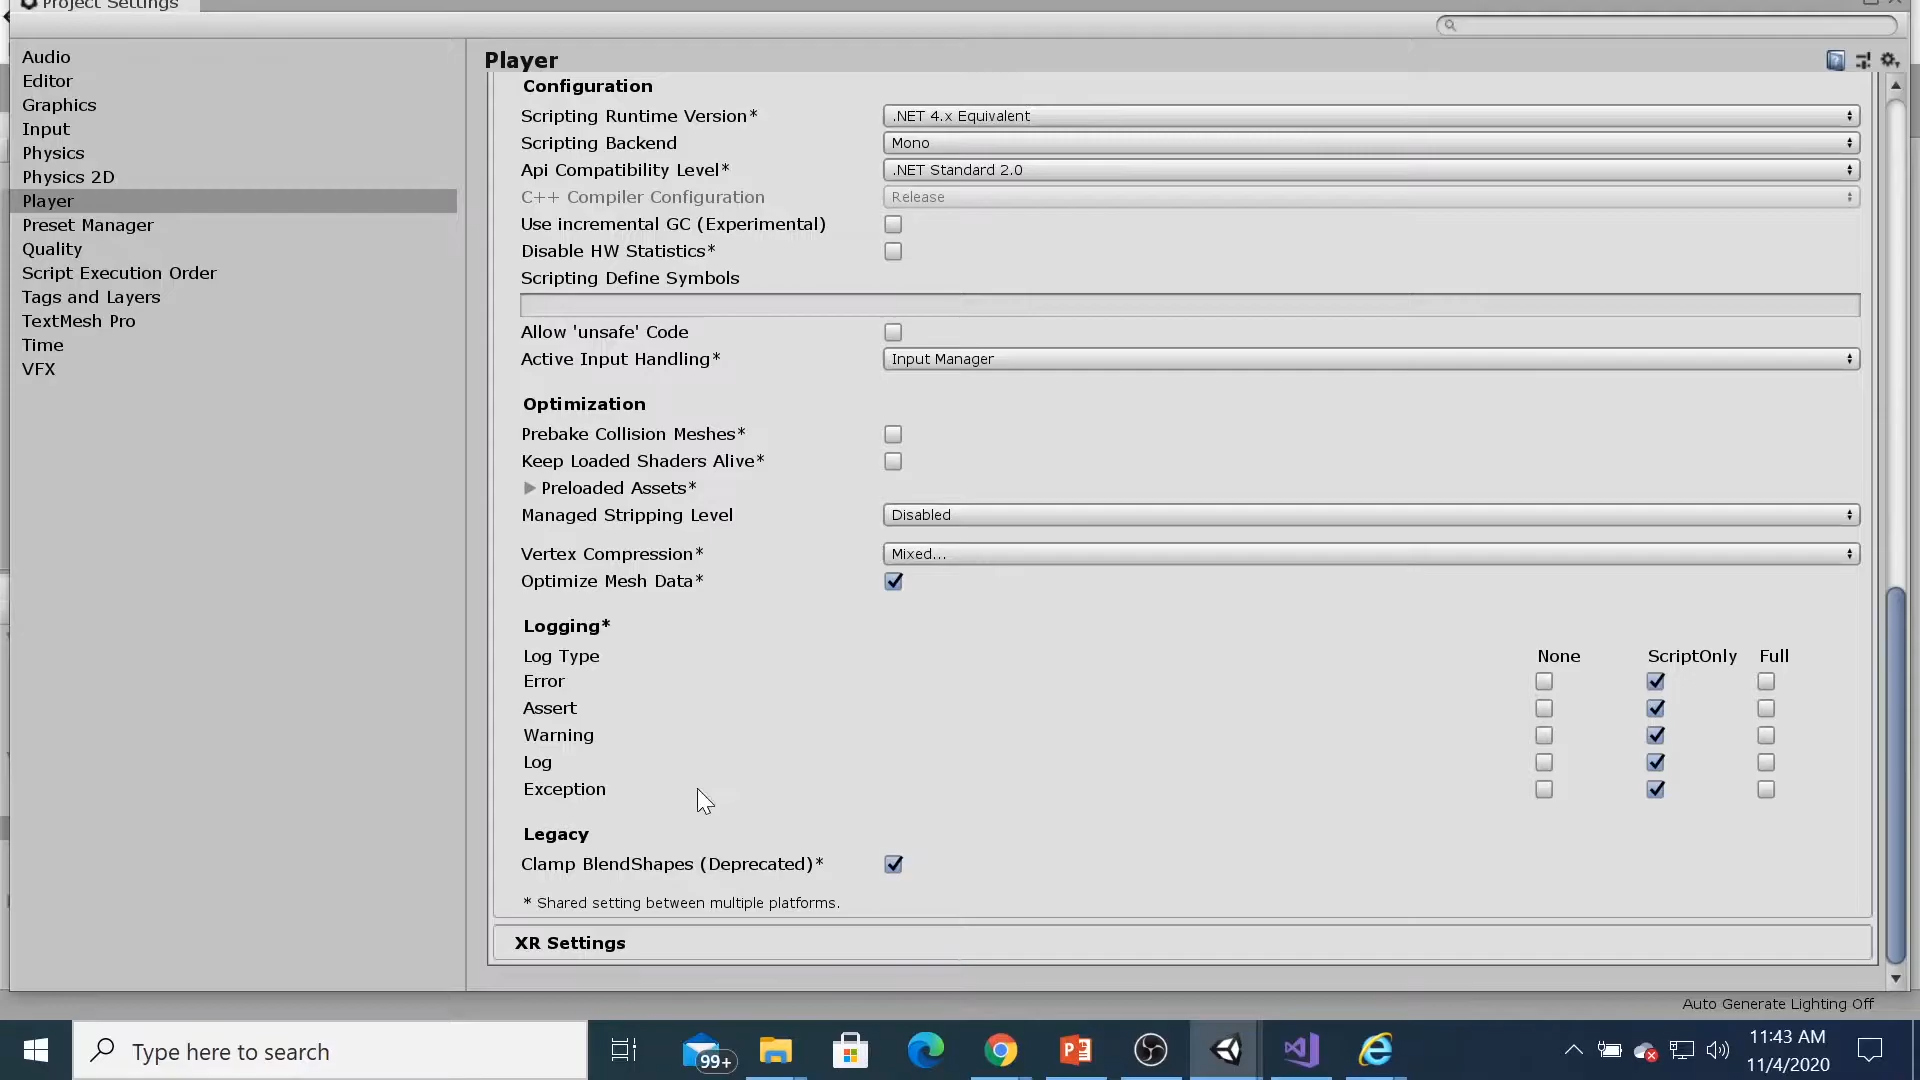 Project Settings
Audio
Editor
Graphics
Input
Physics
Physics 2D
Player
Preset Manager
Quality
Script Execution Order
Tags and Layers
TextMesh Pro
Time
VFX
Player
Configuration
Scripting Runtime Version* .NET 4.x Equivalent
Scripting Backend Mono
Api Compatibility Level* .NET Standard 2.0
C++ Compiler Configuration Release
Use incremental GC (Experimental)
Disable HW Statistics*
Scripting Define Symbols
Allow 'unsafe' Code
Active Input Handling* Input Manager
Optimization
Prebake Collision Meshes*
Keep Loaded Shaders Alive*
Preloaded Assets*
Managed Stripping Level Disabled
Vertex Compression* Mixed...
Optimize Mesh Data*
Logging*
Log Type None ScriptOnly Full
Error
Assert
Warning
Log
Exception
Legacy
Clamp BlendShapes (Deprecated)*
* Shared setting between multiple platforms.
XR Settings
Auto Generate Lighting Off
Type here to search
99+
11:43 AM
11/4/2020